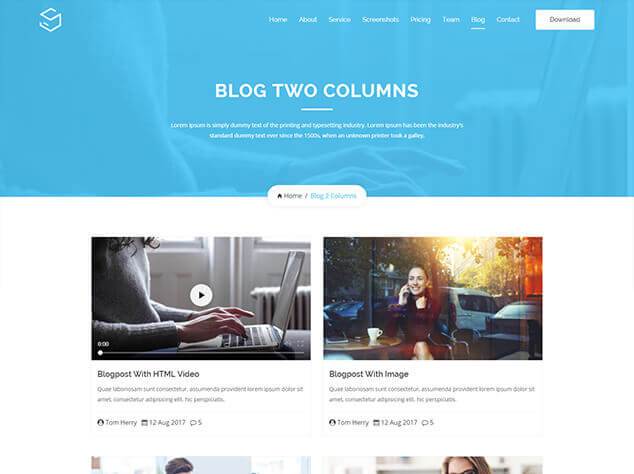 Home About Service Screenshots Pricing Team Blog Contact Download
BLOG TWO COLUMNS
Lorem Ipsum is simply dummy text of the printing and typesetting industry. Lorem Ipsum has been the industry's
standard dummy text ever since the 1500s, when an unknown printer took a galley.
Home / Blog 2 Columns
0:00
Blogpost With HTML Video
Quae laboriosam sunt consectetur, assumenda provident lorem ipsum dolor sit
amet, consectetur adipisicing elit. hic perspiciatis.
Tom Herry 12 Aug 2017 5
Blogpost With Image
Quae laboriosam sunt consectetur, assumenda provident lorem ipsum dolor sit
amet, consectetur adipisicing elit. hic perspiciatis.
Tom Herry 12 Aug 2017 5